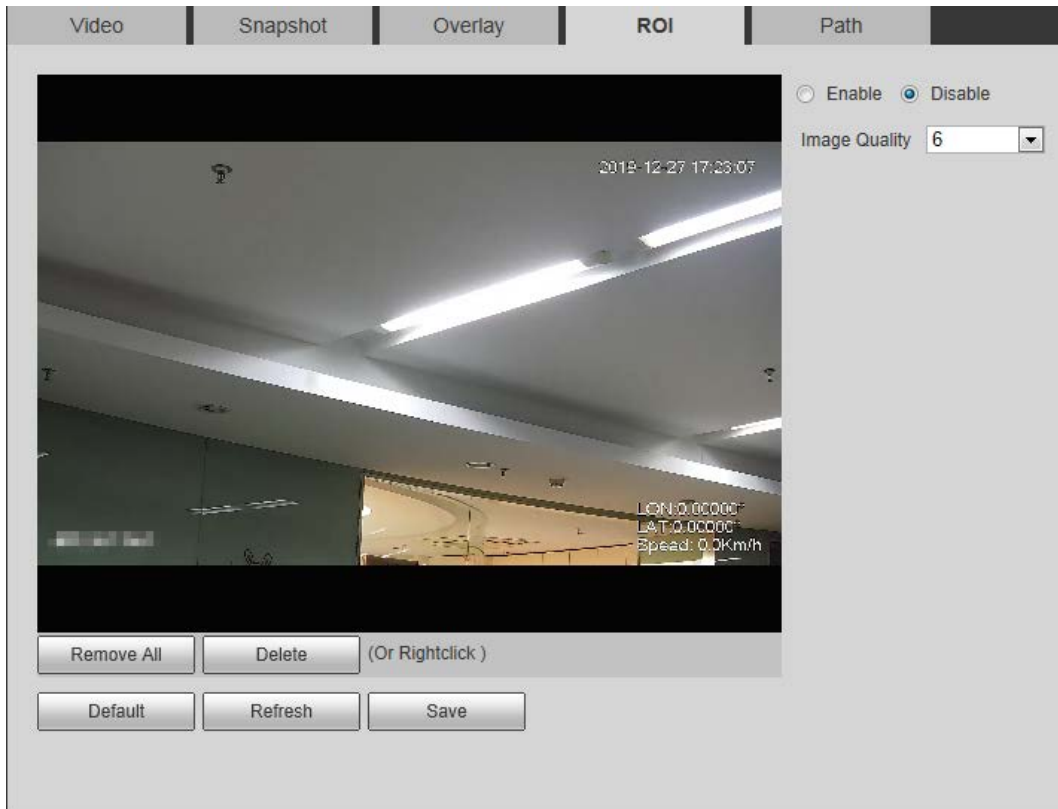 Video Snapshot Overlay ROI Path
Enable Disable
Image Quality 6
2019-12-27 17:23:07
LON:0.00000°
LAT:0.00000°
Speed: 0.0Km/h
Remove All Delete (Or Rightclick )
Default Refresh Save